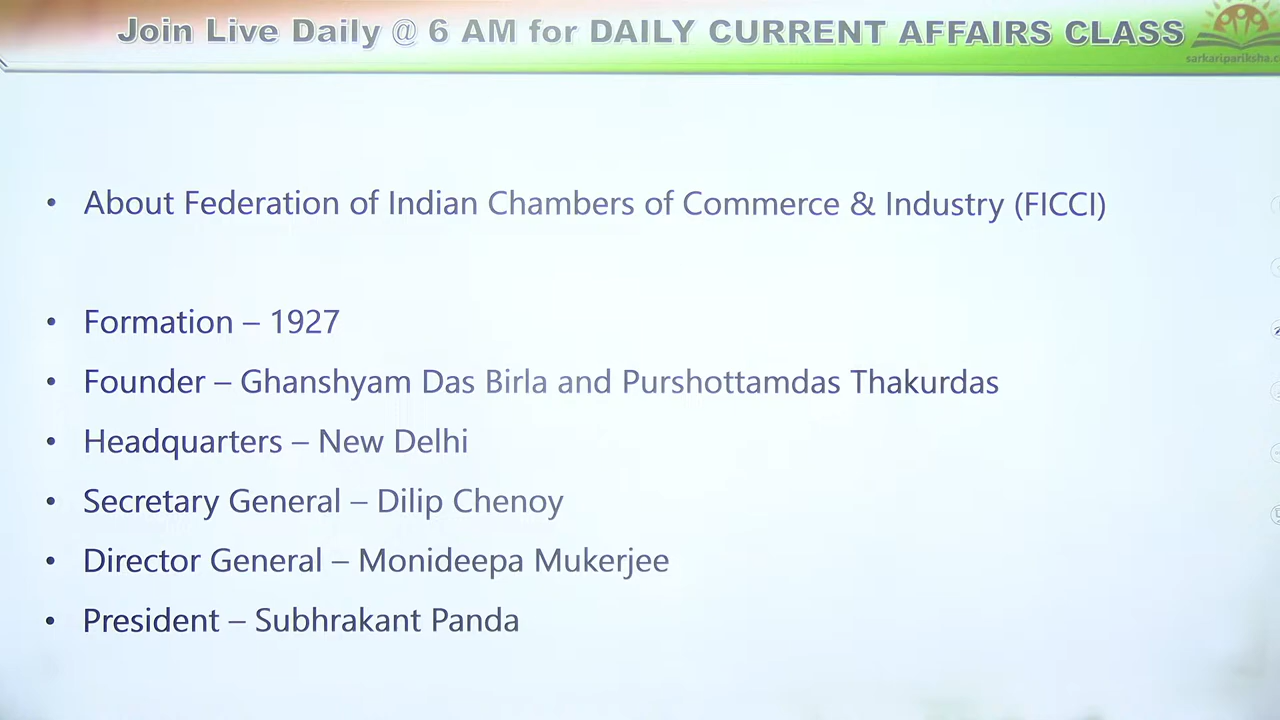 Join Live Daily @ 6 AM for DAILY CURRENT AFFAIRS CLASS
sarkaripariksha.c
• About Federation of Indian Chambers of Commerce & Industry (FICCI)
• Formation – 1927
• Founder – Ghanshyam Das Birla and Purshottamdas Thakurdas
• Headquarters – New Delhi
• Secretary General – Dilip Chenoy
• Director General – Monideepa Mukerjee
• President – Subhrakant Panda